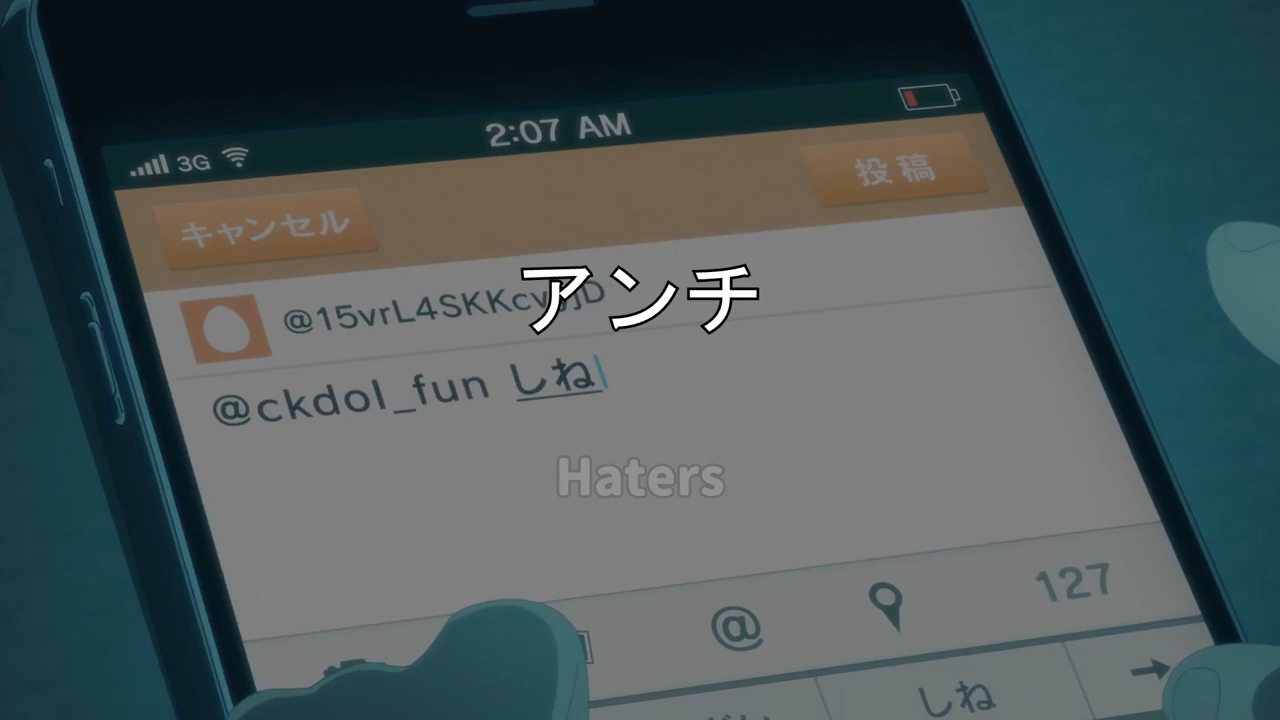 3G 2:07 AM
キャンセル 投稿
アンチ
@ckdol_fun しね
Haters
@ 127
しね →